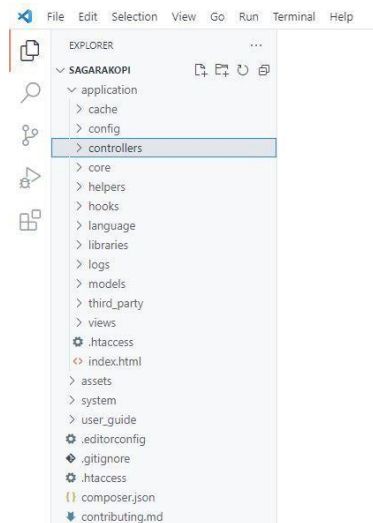 File Edit Selection View Go Run Terminal Help
EXPLORER ...
SAGARAKOPI
application
cache
config
controllers
core
helpers
hooks
language
libraries
logs
models
third_party
views
.htaccess
index.html
assets
system
user_guide
.editorconfig
.gitignore
.htaccess
composer.json
contributing.md